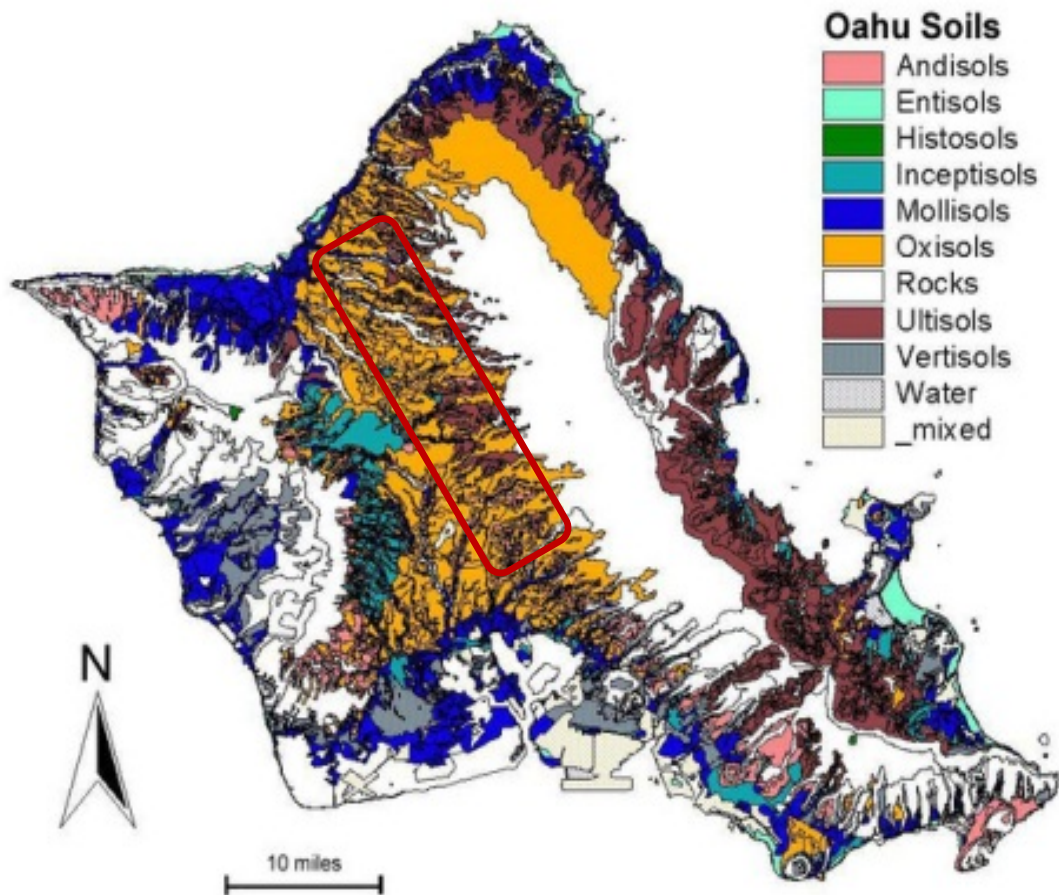 Oahu Soils
Andisols
Entisols
Histosols
Inceptisols
Mollisols
Oxisols
Rocks
Ultisols
Vertisols
Water
_mixed
N
10 miles